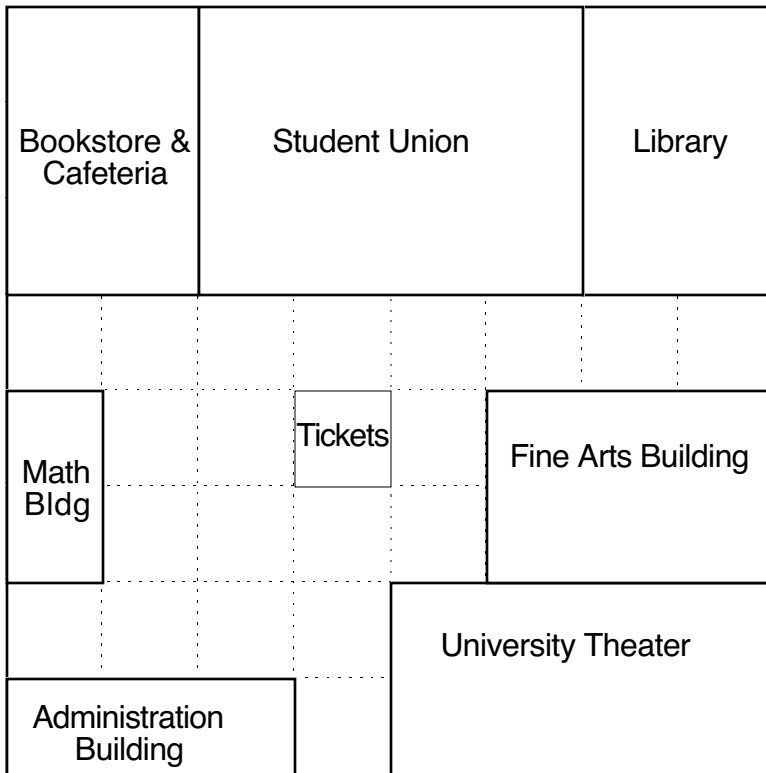 Bookstore &
Cafeteria
Student Union
Library
Tickets
Math
Bldg
Fine Arts Building
University Theater
Administration
Building